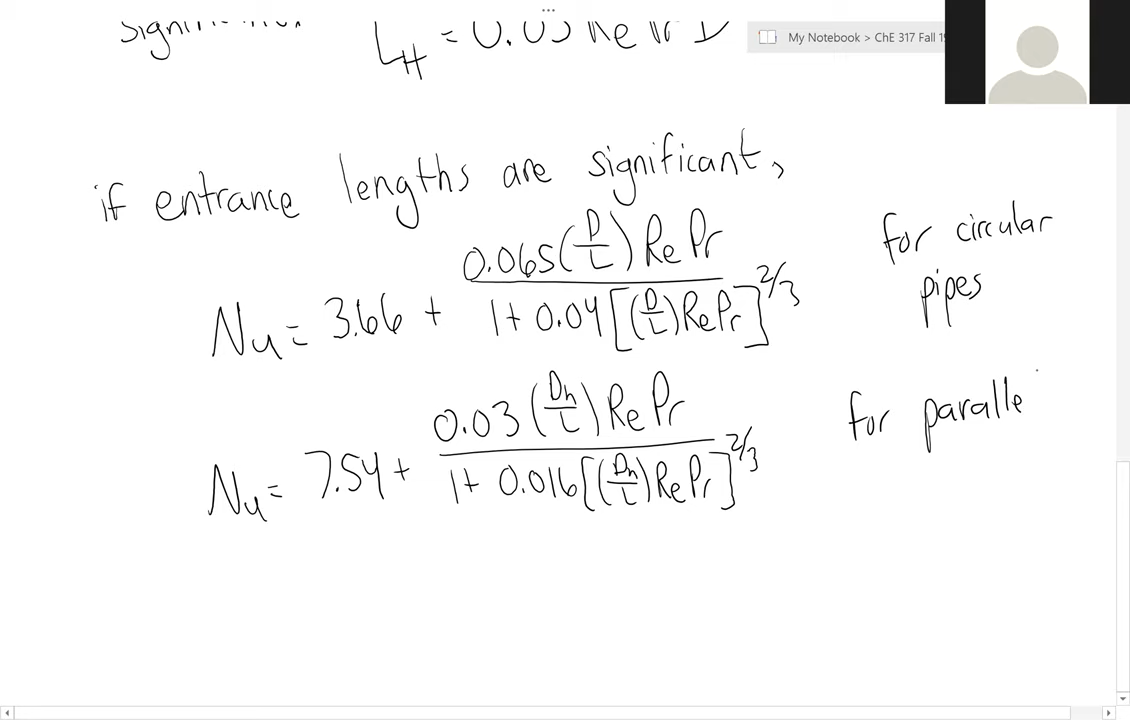 My Notebook > ChE 317 Fall 19
if entrance lengths are significant,
Nu = 3.66 + 0.065 (D/L) Re Pr / 1 + 0.04 [(D/L) Re Pr]^2/3 for circular pipes
Nu = 7.54 + 0.03 (Dh/L) Re Pr / 1 + 0.016 [(Dh/L) Re Pr]^2/3 for paralle